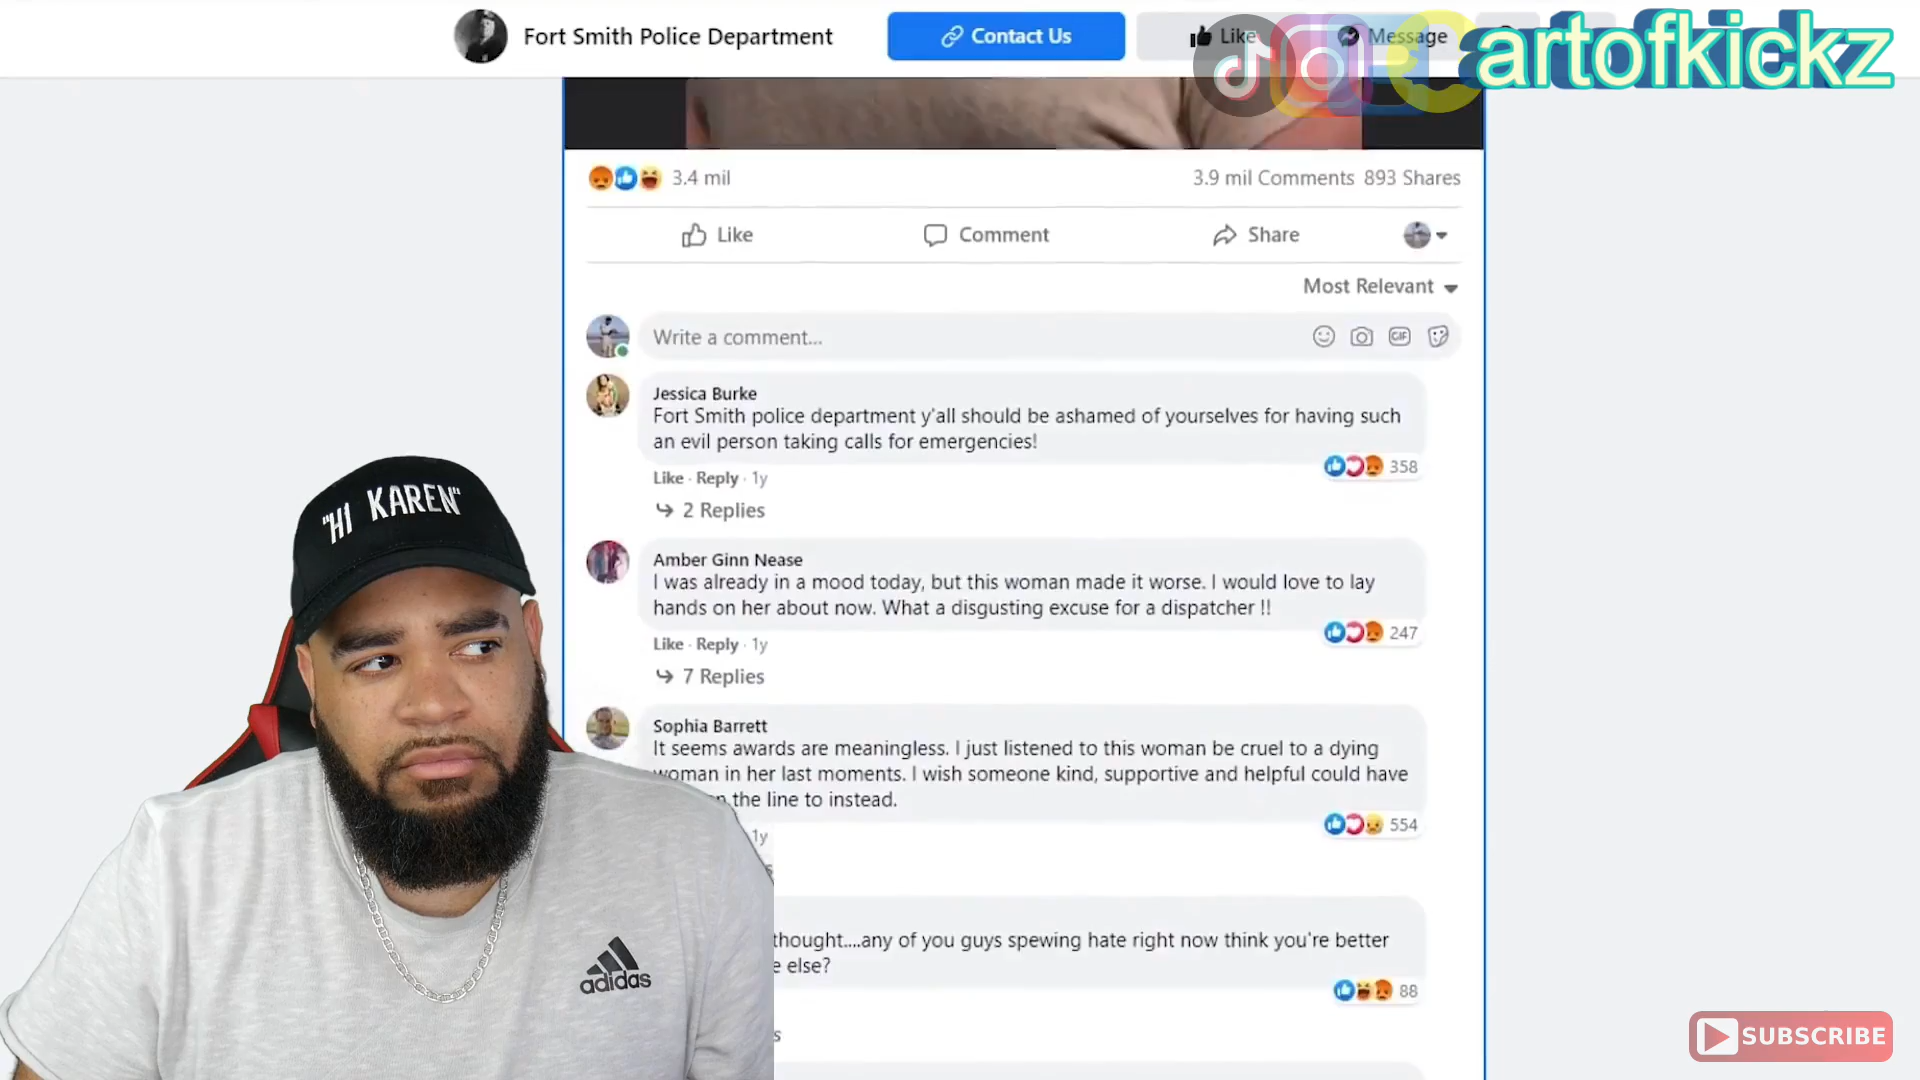 Fort Smith Police Department
Contact Us
Like
Message
artofkickz
3.4 mil
3.9 mil Comments 893 Shares
Like
Comment
Share
Most Relevant
Write a comment...
GIF
Jessica Burke
Fort Smith police department y'all should be ashamed of yourselves for having such
an evil person taking calls for emergencies!
358
Like · Reply · 1y
2 Replies
"HI KAREN"
Amber Ginn Nease
I was already in a mood today, but this woman made it worse. I would love to lay
hands on her about now. What a disgusting excuse for a dispatcher !!
247
Like · Reply · 1y
7 Replies
Sophia Barrett
It seems awards are meaningless. I just listened to this woman be cruel to a dying
woman in her last moments. I wish someone kind, supportive and helpful could have
the line to instead.
554
1y
thought....any of you guys spewing hate right now think you're better
else?
88
adidas
SUBSCRIBE